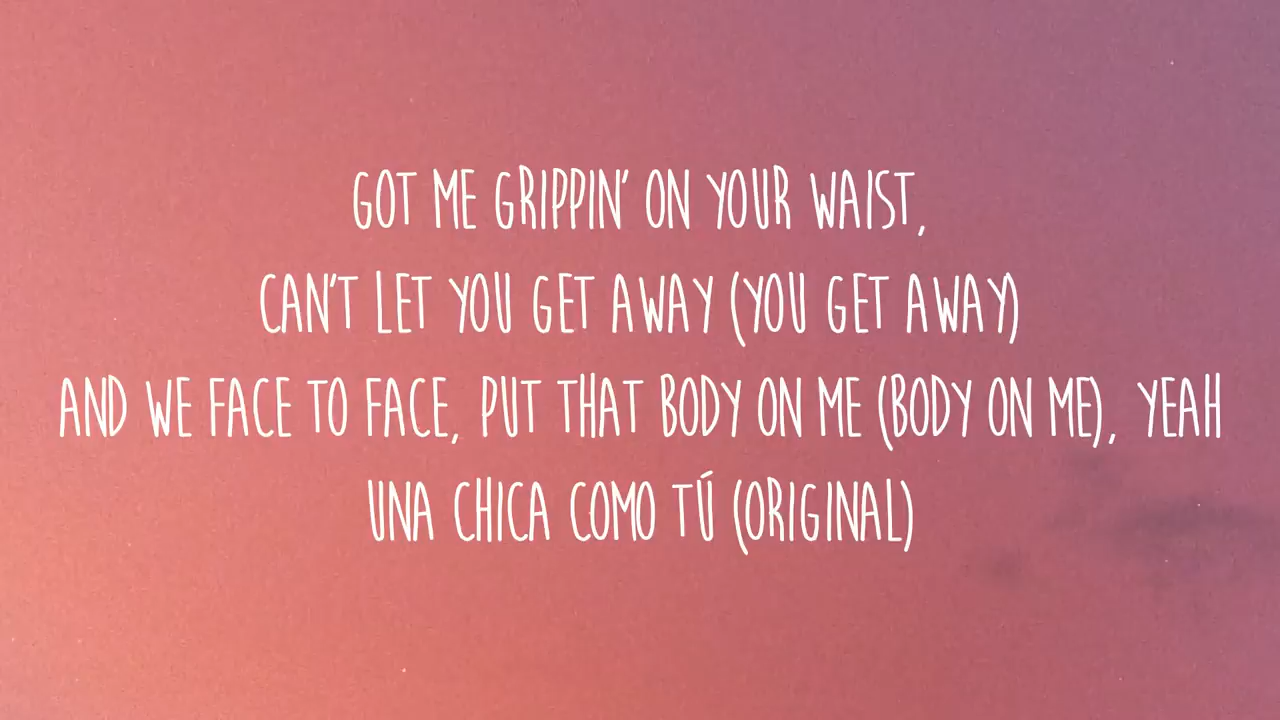 GOT ME GRIPPIN' ON YOUR WAIST,
CAN'T LET YOU GET AWAY (YOU GET AWAY)
AND WE FACE TO FACE, PUT THAT BODY ON ME (BODY ON ME), YEAH
UNA CHICA COMO TÚ (ORIGINAL)